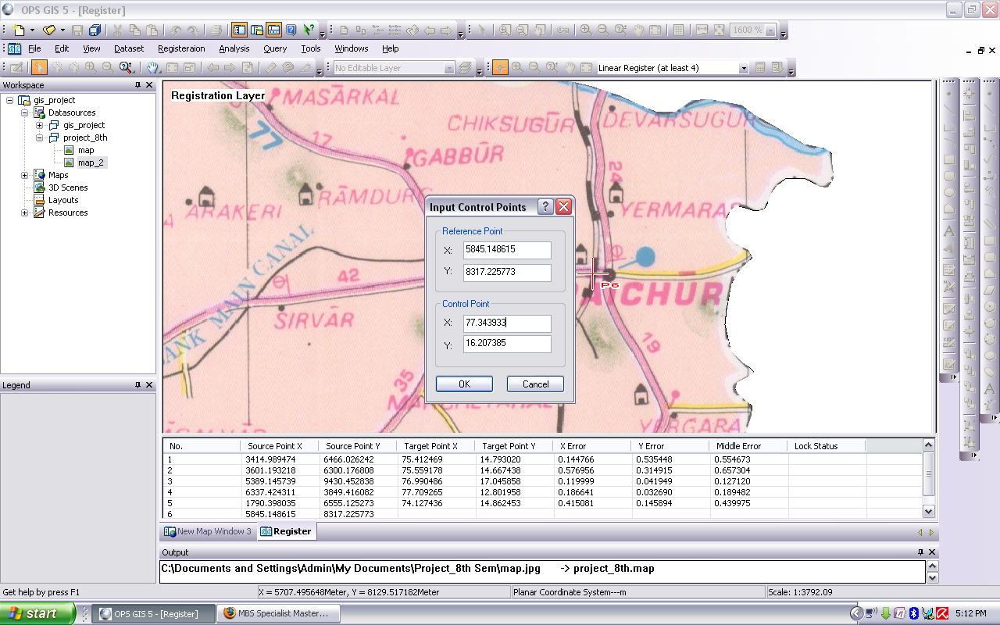 OPS GIS 5 - [Register]
1600 %
File Edit View Dataset Registeraion Analysis Query Tools Windows Help
No Editable Layer
Linear Register (at least 4)
Workspace
gis_project
Datasources
gis_project
project_8th
map
map_2
Maps
3D Scenes
Layouts
Resources
Legend
Registration Layer
MASĀRKAL
CHIKSUGŪR
DEVARSUGUR
77
17
GABBŪR
24
RĀMDURG
ARAKERI
YERMARA
MAIN CANAL
42
SIRVĀR
P6
CHUR
19
35
YERGARA
Input Control Points
Reference Point
X: 5845.148615
Y: 8317.225773
Control Point
X: 77.343933
Y: 16.207385
OK Cancel
No. Source Point X Source Point Y Target Point X Target Point Y X Error Y Error Middle Error Lock Status
1 3414.989474 6466.026242 75.412469 14.793020 0.144766 0.535448 0.554673
2 3601.193218 6300.176808 75.559178 14.667438 0.576956 0.314915 0.657304
3 5389.145739 9430.452838 76.990486 17.045858 0.119999 0.041949 0.127120
4 6337.424311 3849.416082 77.709265 12.801958 0.186641 0.032690 0.189482
5 1790.398035 6555.125273 74.127436 14.862453 0.415081 0.145894 0.439975
6 5845.148615 8317.225773
New Map Window 3 Register
Output
C:\Documents and Settings\Admin\My Documents\Project_8th Sem\map.jpg -> project_8th.map
Get help by press F1
X = 5707.495648Meter, Y = 8129.517182Meter
Planar Coordinate System---m
Scale: 1:3792.09
start
OPS GIS 5 - [Register]
MBS Specialist Master...
5:12 PM